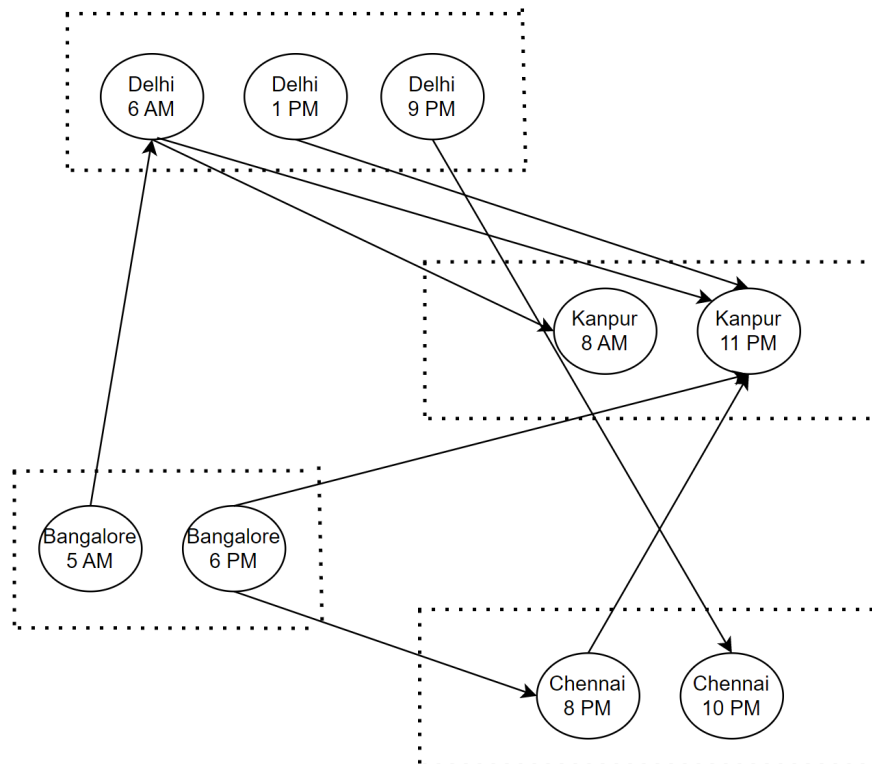 Delhi
6 AM
Delhi
1 PM
Delhi
9 PM
Kanpur
8 AM
Kanpur
11 PM
Bangalore
5 AM
Bangalore
6 PM
Chennai
8 PM
Chennai
10 PM